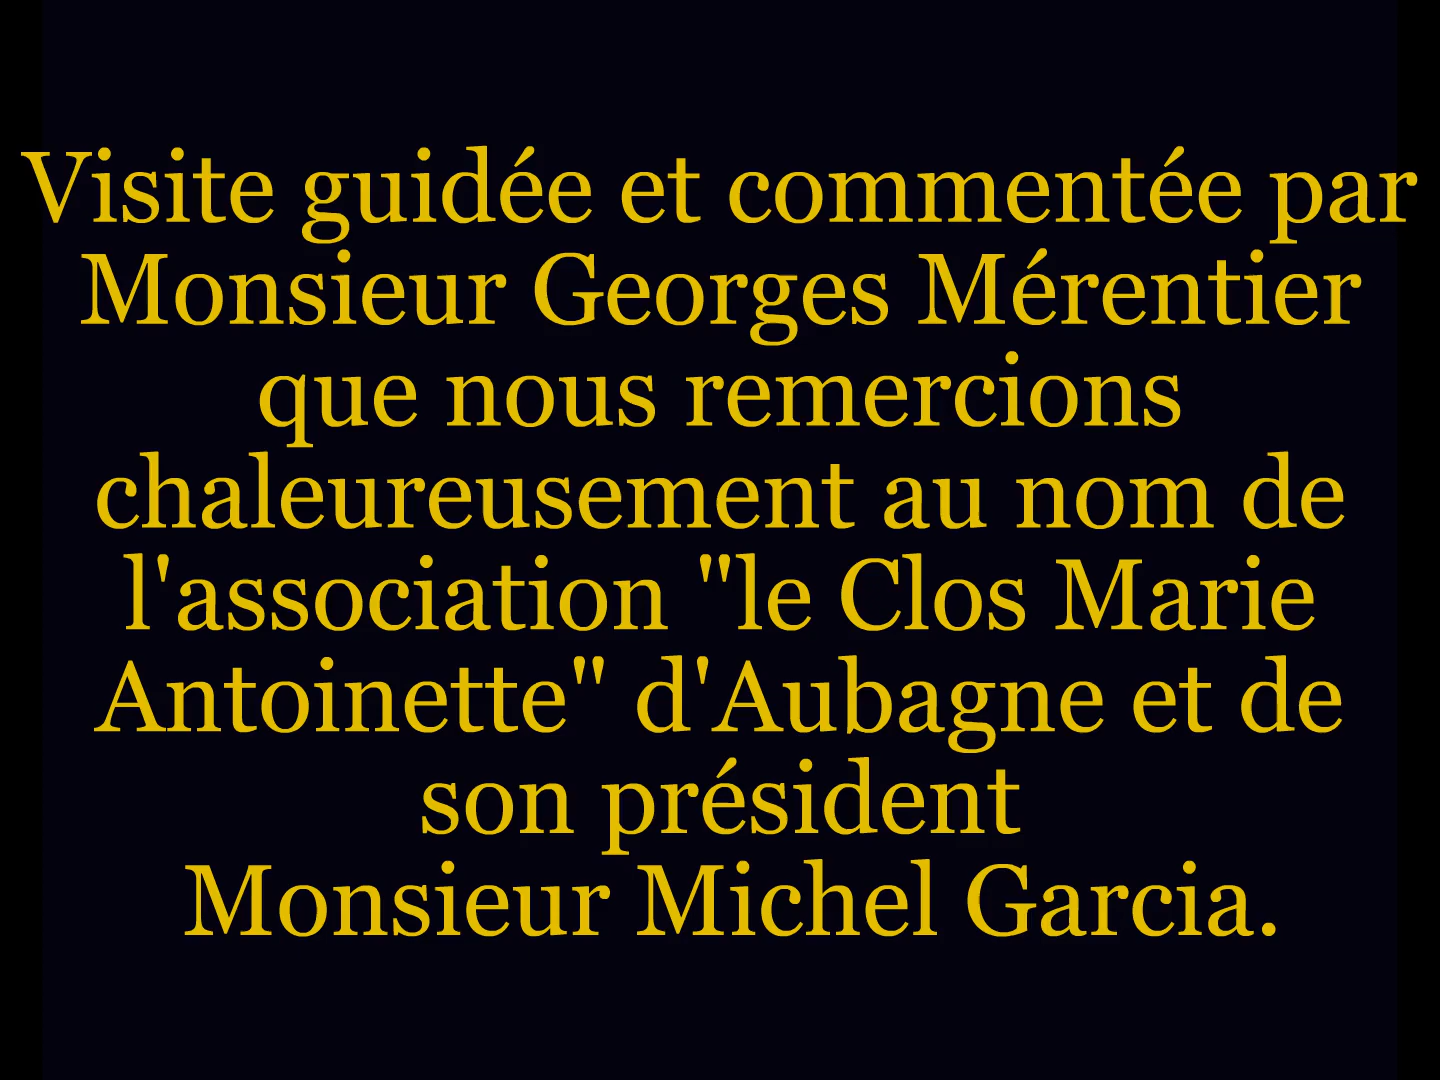 Visite guidée et commentée par
Monsieur Georges Mérentier
que nous remercions
chaleureusement au nom de
l'association "le Clos Marie
Antoinette" d'Aubagne et de
son président
Monsieur Michel Garcia.